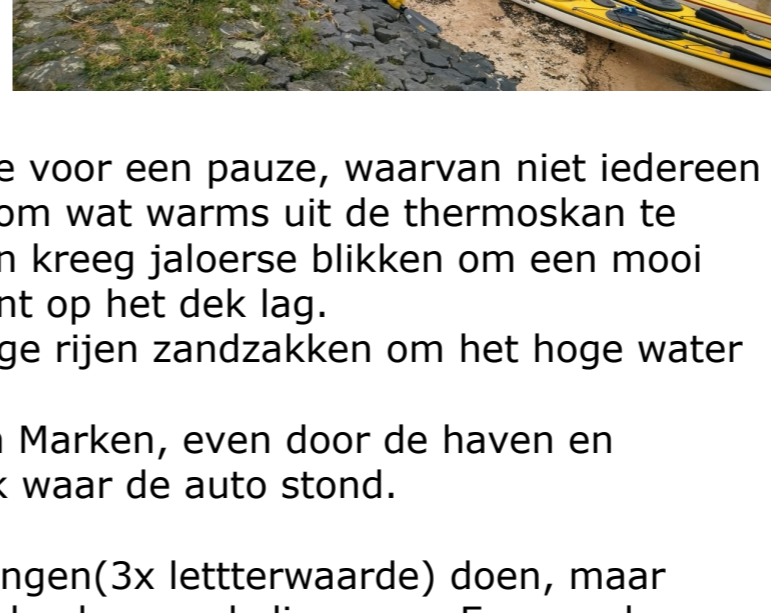 e voor een pauze, waarvan niet iedereen
om wat warms uit de thermoskan te
n kreeg jaloerse blikken om een mooi
nt op het dek lag.
ge rijen zandzakken om het hoge water
n Marken, even door de haven en
k waar de auto stond.
ngen(3x lettterwaarde) doen, maar